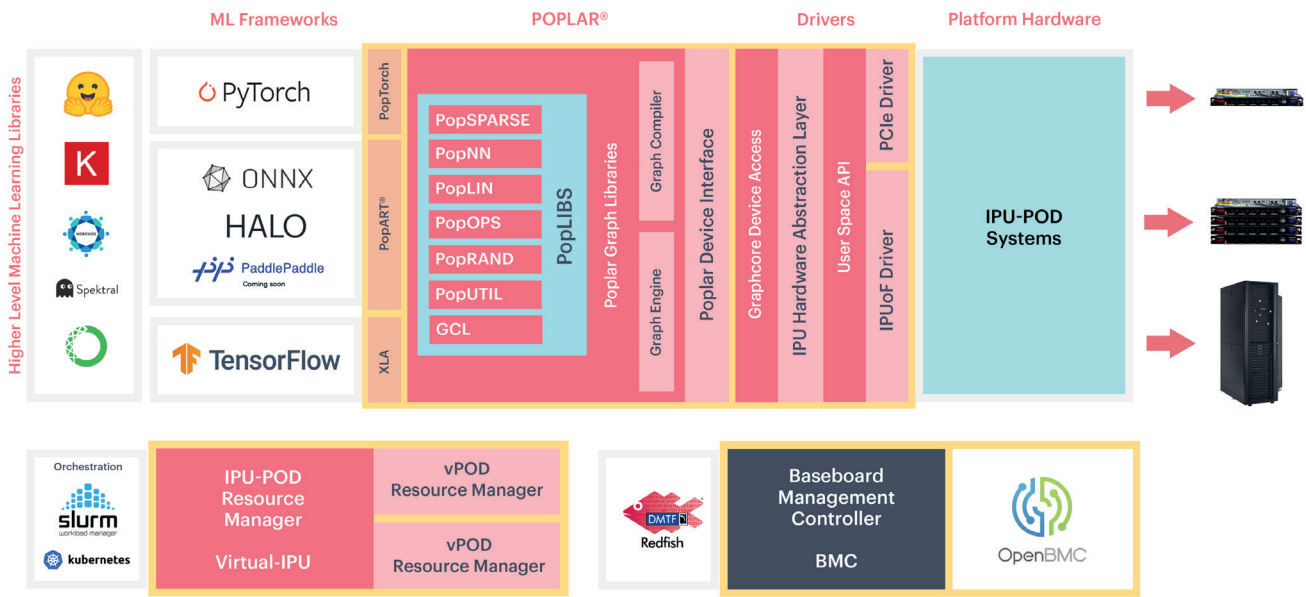 ML Frameworks
POPLAR®
Drivers
Platform Hardware
Higher Level Machine Learning Libraries
K
HOROVOD
Spektral
PyTorch
ONNX
HALO
PaddlePaddle
Coming soon
TensorFlow
PopTorch
PopART®
XLA
PopSPARSE
PopNN
PopLIN
PopOPS
PopRAND
PopUTIL
GCL
PopLIBS
Poplar Graph Libraries
Graph Compiler
Graph Engine
Poplar Device Interface
Graphcore Device Access
IPU Hardware Abstraction Layer
User Space API
PCIe Driver
IPUoF Driver
IPU-POD
Systems
Orchestration
slurm
workload manager
kubernetes
IPU-POD
Resource
Manager
Virtual-IPU
vPOD
Resource Manager
vPOD
Resource Manager
DMTF
Redfish
Baseboard
Management
Controller
BMC
OpenBMC